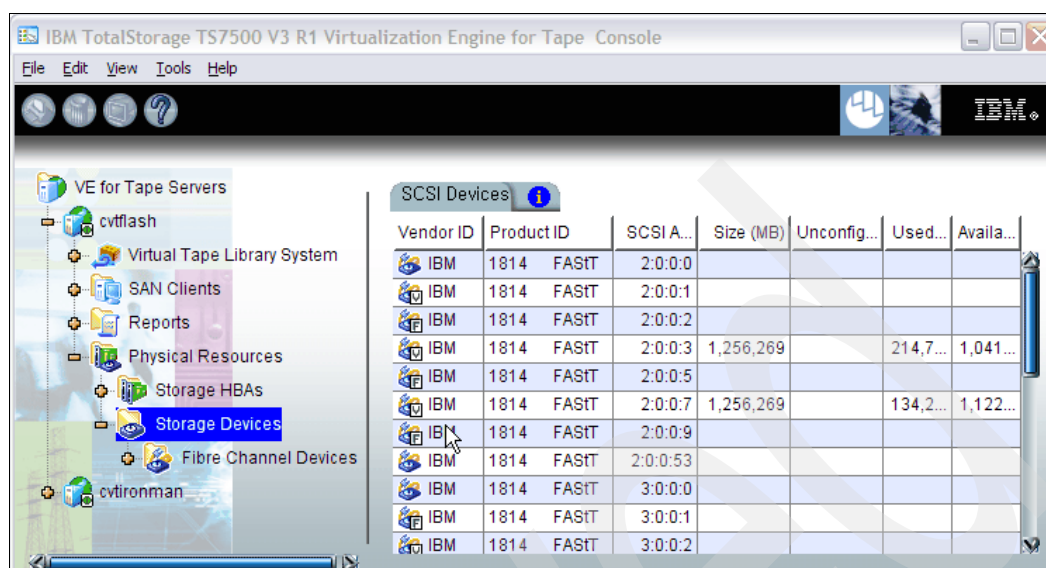 IBM TotalStorage TS7500 V3 R1 Virtualization Engine for Tape Console
File Edit View Tools Help
IBM
VE for Tape Servers
cvtflash
Virtual Tape Library System
SAN Clients
Reports
Physical Resources
Storage HBAs
Storage Devices
Fibre Channel Devices
cvtironman
SCSI Devices i
Vendor ID Product ID SCSI A... Size (MB) Unconfig... Used... Availa...
IBM 1814 FAStT 2:0:0:0
V IBM 1814 FAStT 2:0:0:1
F IBM 1814 FAStT 2:0:0:2
V IBM 1814 FAStT 2:0:0:3 1,256,269 214,7... 1,041...
F IBM 1814 FAStT 2:0:0:5
V IBM 1814 FAStT 2:0:0:7 1,256,269 134,2... 1,122...
F IBM 1814 FAStT 2:0:0:9
IBM 1814 FAStT 2:0:0:53
IBM 1814 FAStT 3:0:0:0
F IBM 1814 FAStT 3:0:0:1
IBM 1814 FAStT 3:0:0:2